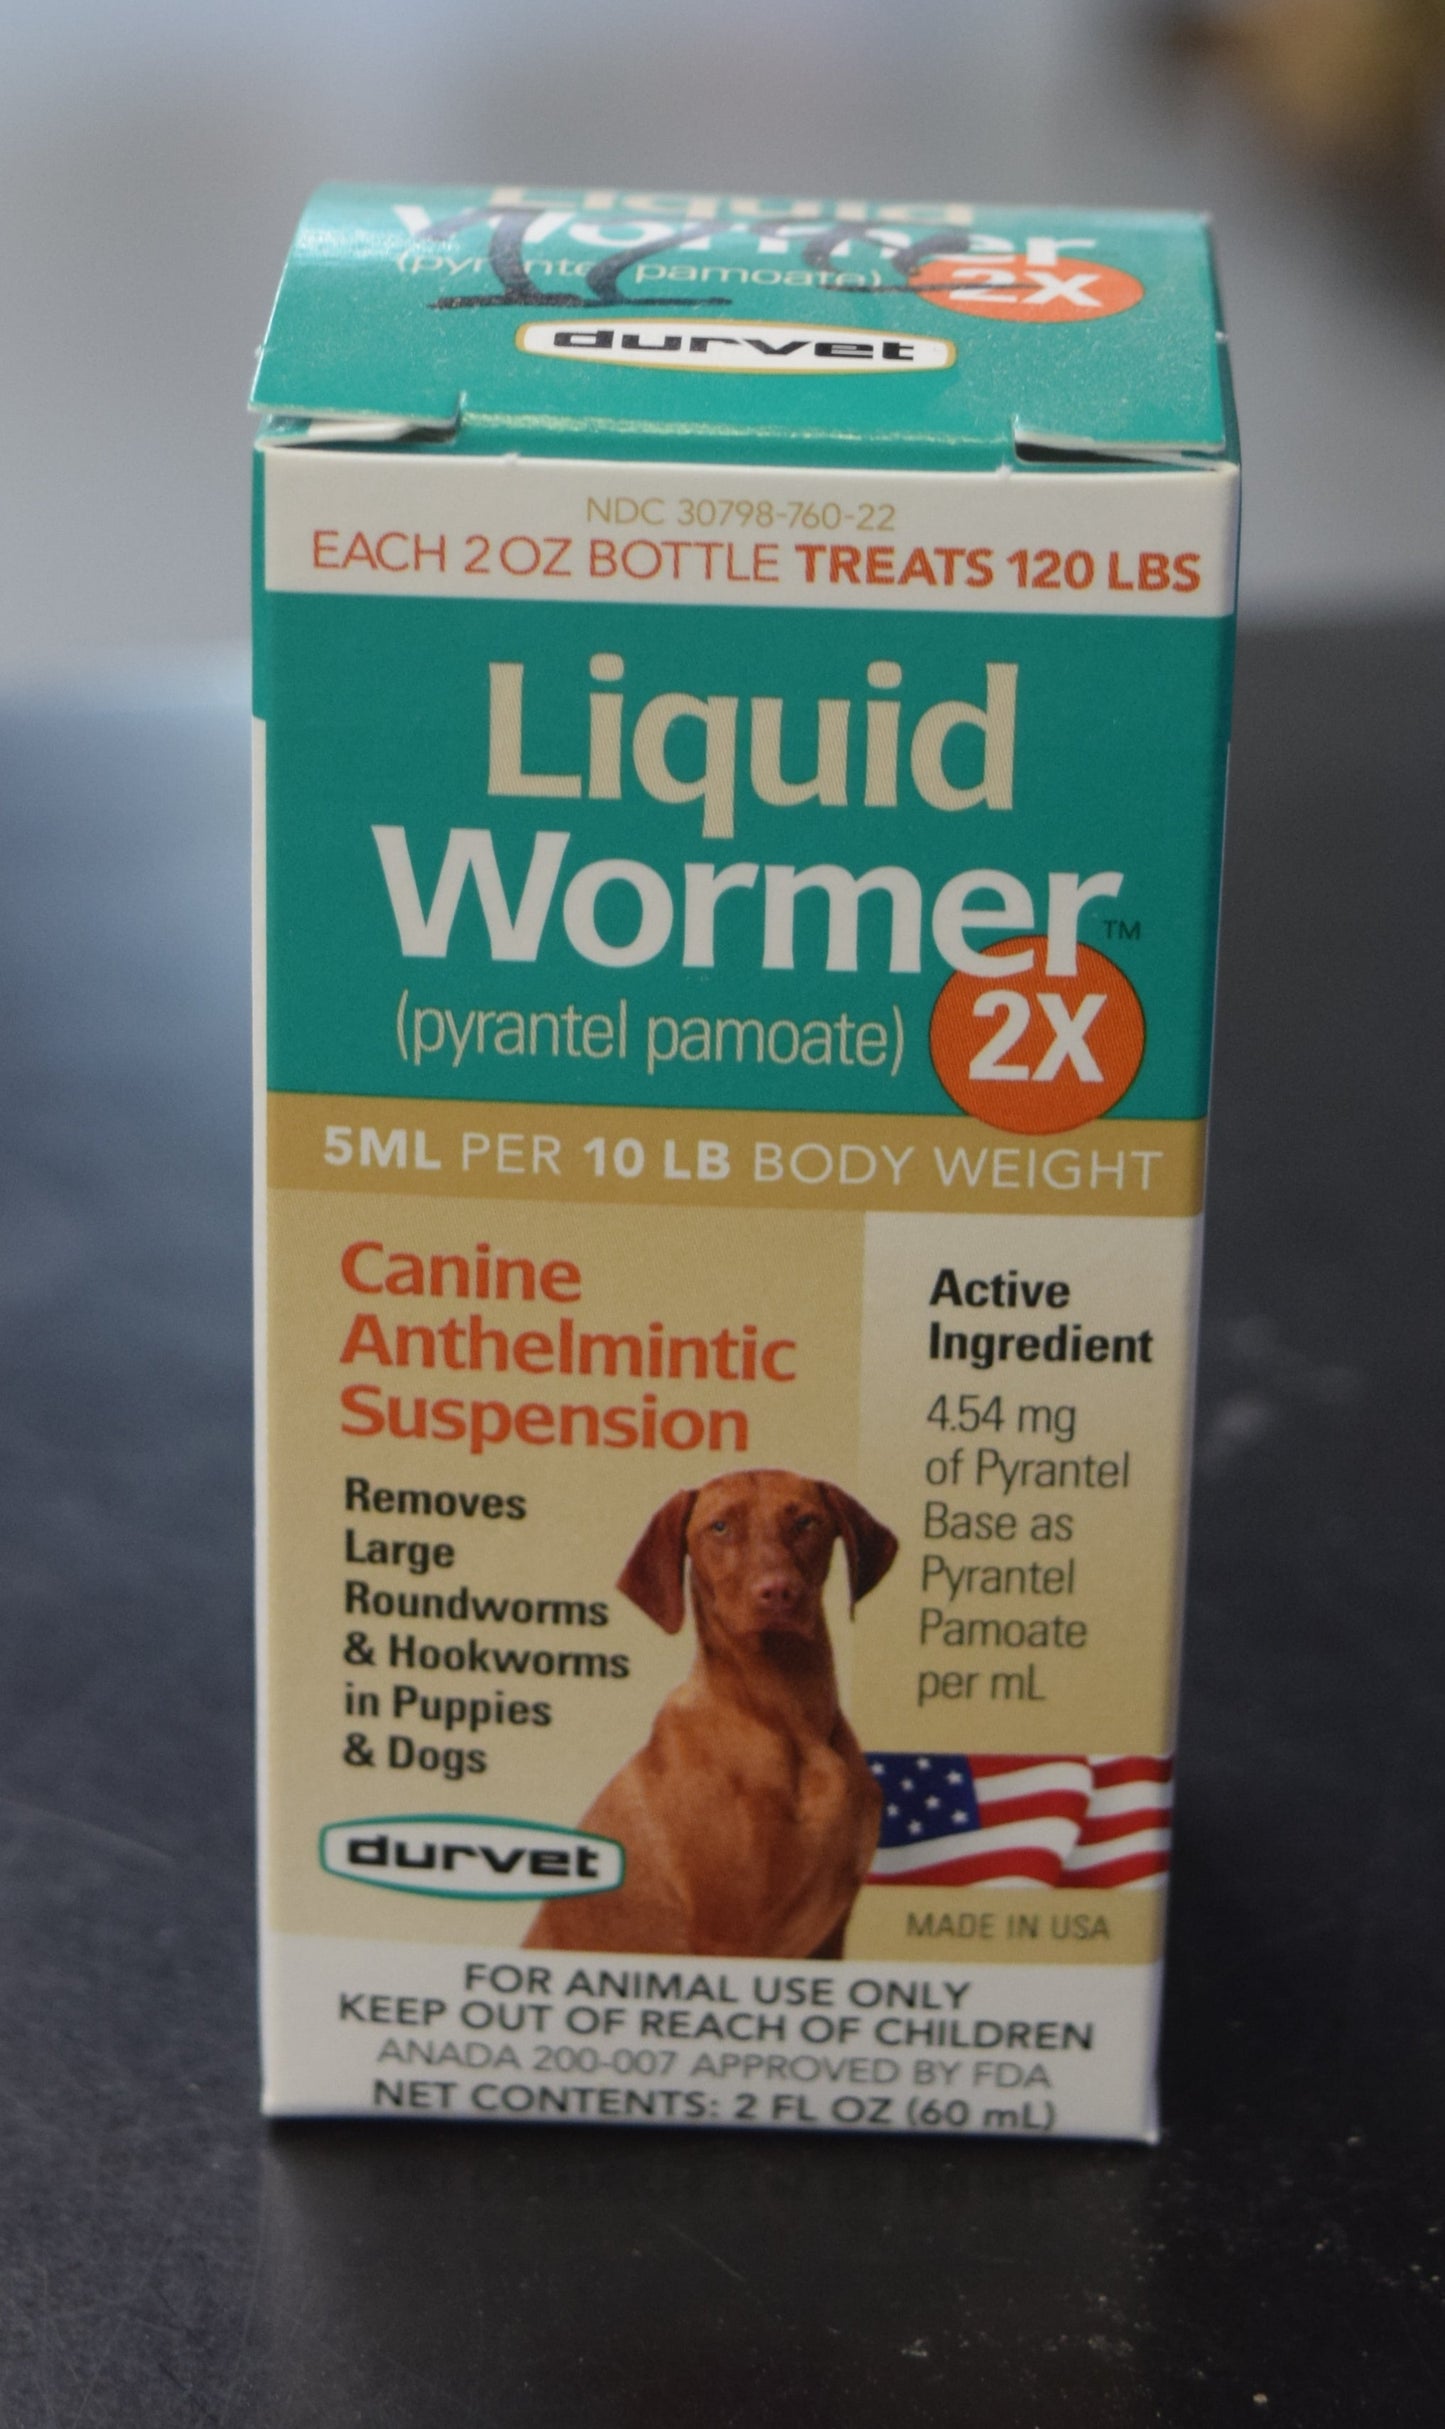 Liquid
Wormer
(pyrantel pamoate) 2X
durvet
NDC 30798-760-22
EACH 2 OZ BOTTLE TREATS 120 LBS
Liquid
Wormer™
(pyrantel pamoate) 2X
5ML PER 10 LB BODY WEIGHT
Canine
Anthelmintic
Suspension
Removes
Large
Roundworms
& Hookworms
in Puppies
& Dogs
Active
Ingredient
4.54 mg
of Pyrantel
Base as
Pyrantel
Pamoate
per mL
durvet
MADE IN USA
FOR ANIMAL USE ONLY
KEEP OUT OF REACH OF CHILDREN
ANADA 200-007 APPROVED BY FDA
NET CONTENTS: 2 FL OZ (60 mL)